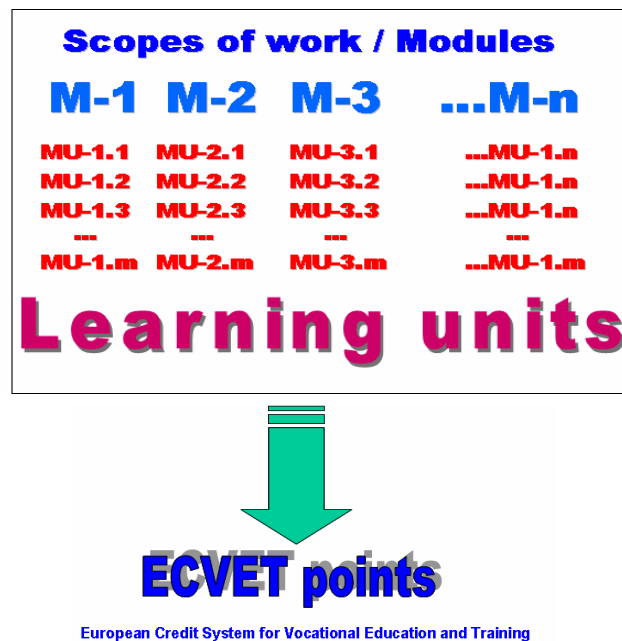 Scopes of work / Modules
M-1 M-2 M-3 ...M-n
MU-1.1 MU-2.1 MU-3.1 ...MU-1.n
MU-1.2 MU-2.2 MU-3.2 ...MU-1.n
MU-1.3 MU-2.3 MU-3.3 ...MU-1.n
... ... ... ...
MU-1.m MU-2.m MU-3.m ...MU-1.m
Learning units
ECVET points
European Credit System for Vocational Education and Training